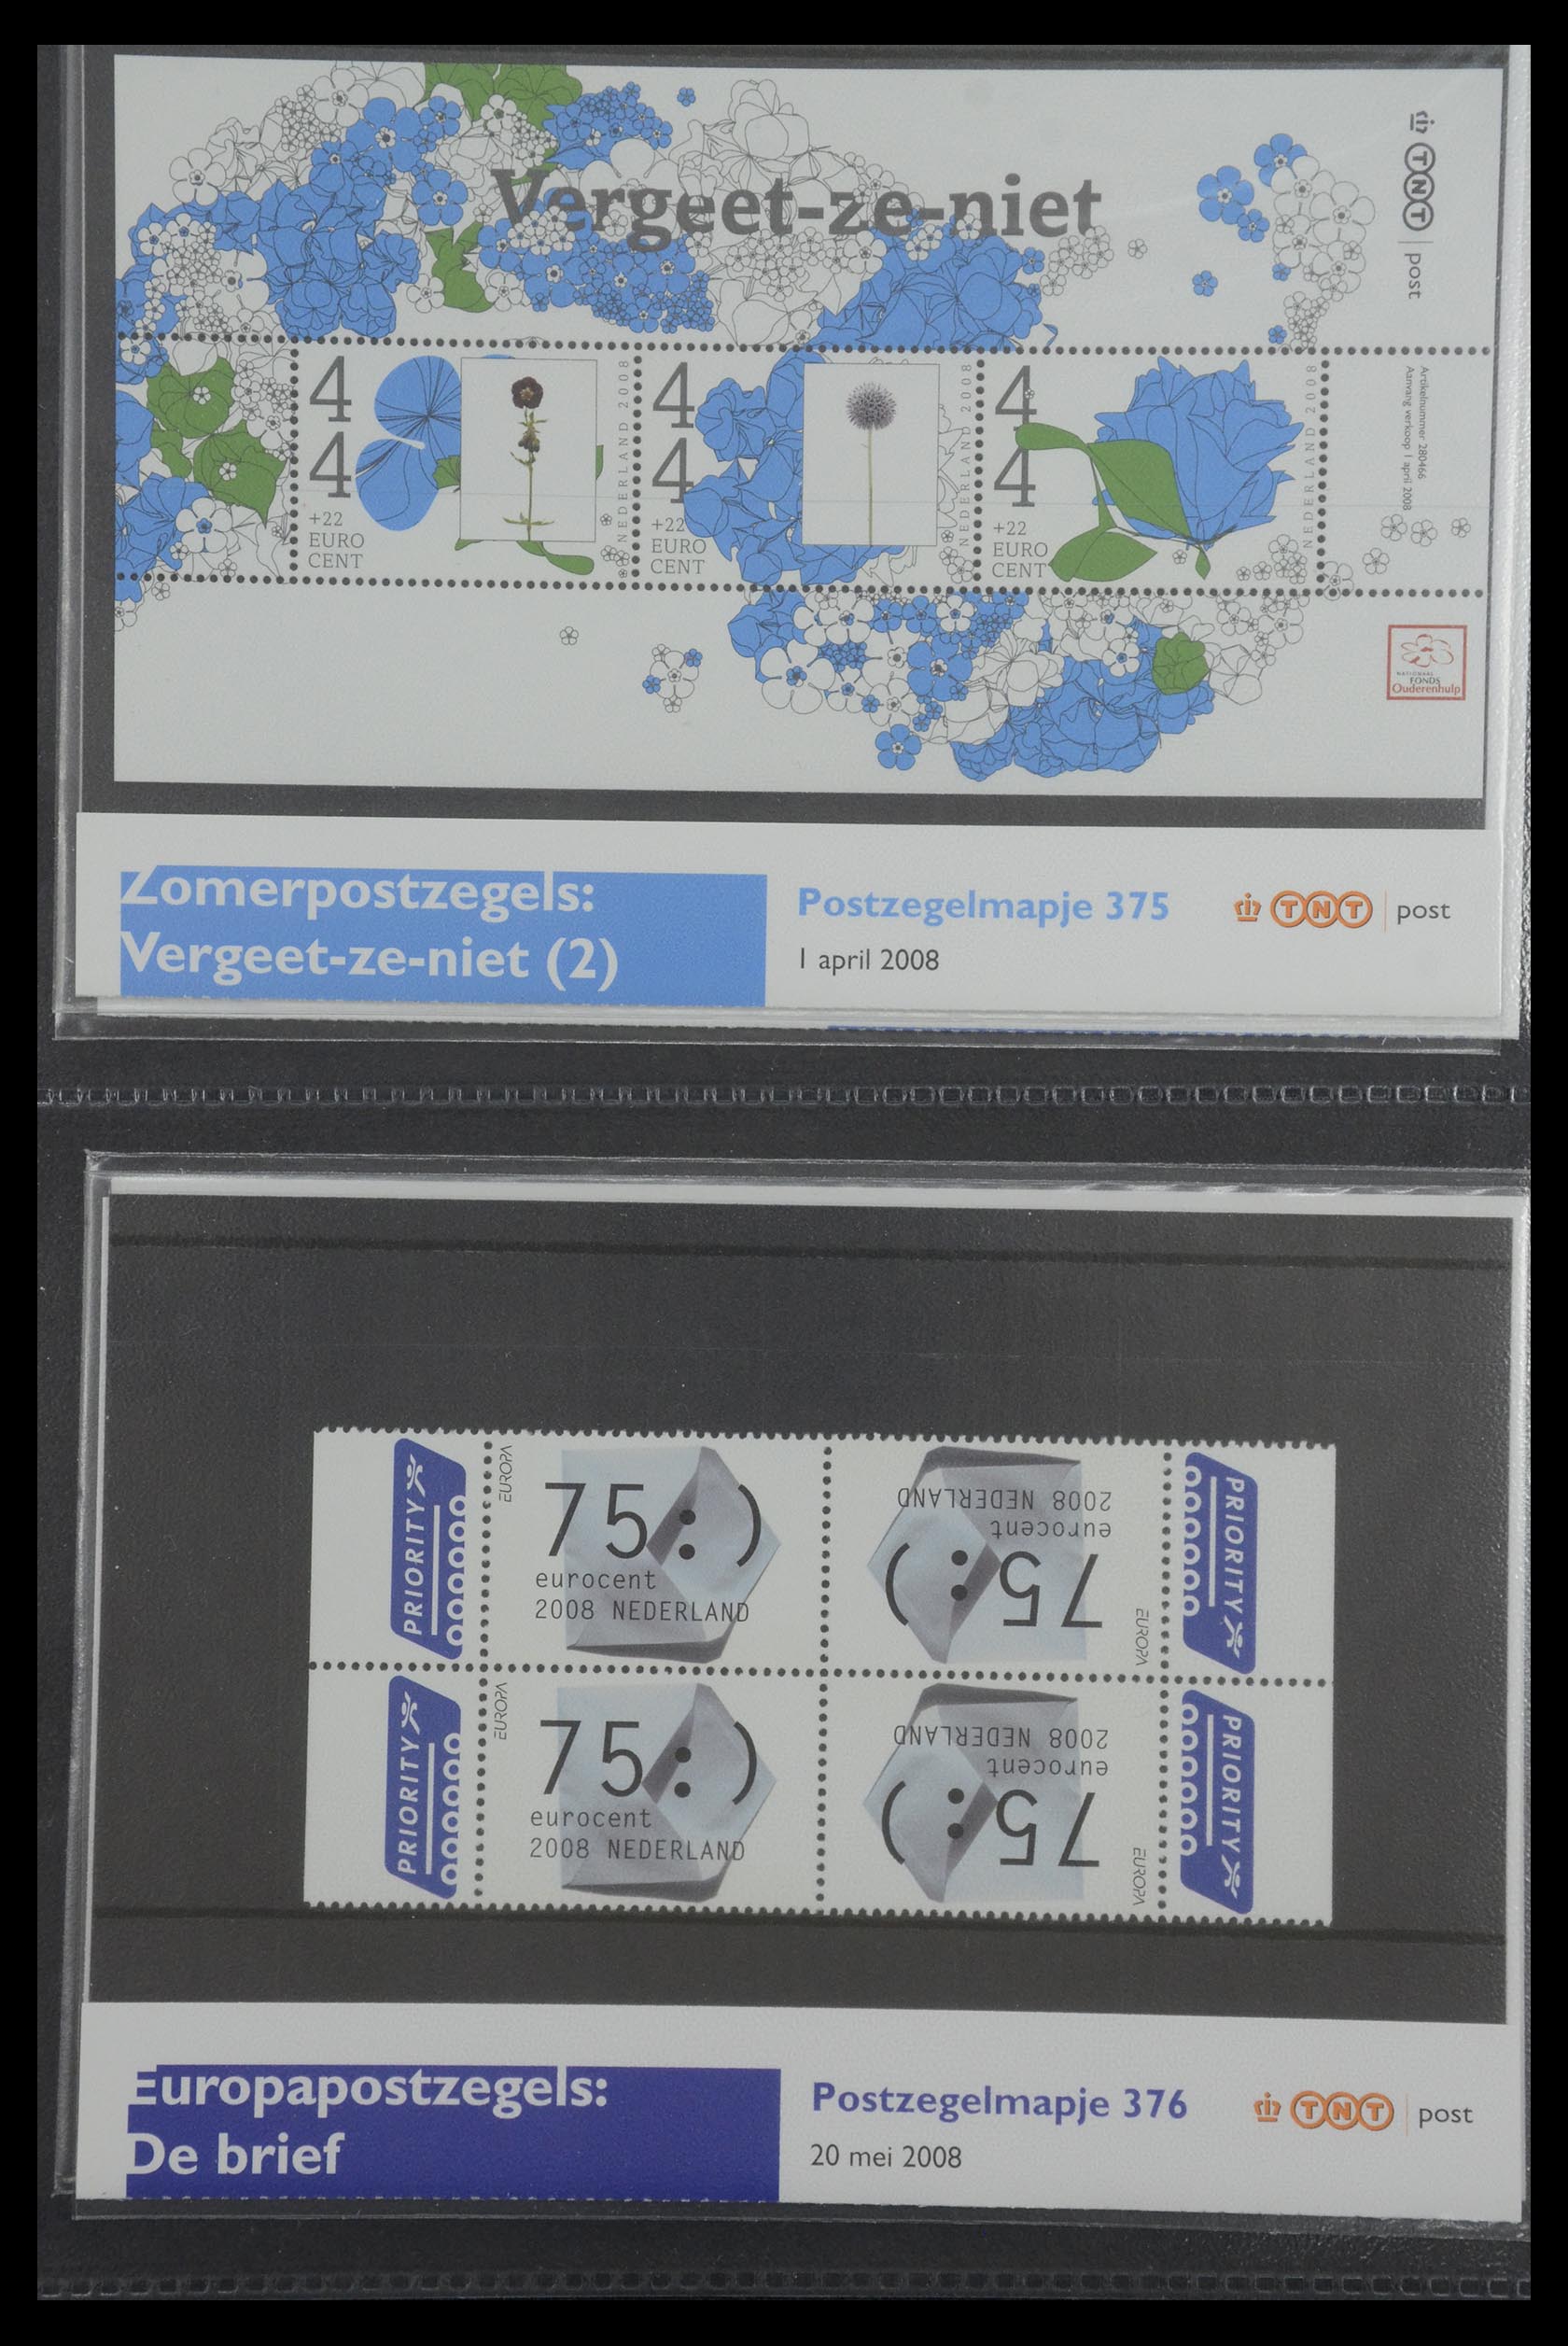 Vergeet-ze-niet
TNT post
44
+22
EURO
CENT
NEDERLAND 2008
44
+22
EURO
CENT
NEDERLAND 2008
44
+22
EURO
CENT
NEDERLAND 2008
Artikelnummer 280466
Aanvang verkoop 1 april 2008
NATIONAAL
FONDS
Ouderenhulp
Zomerpostzegels:
Vergeet-ze-niet (2)
Postzegelmapje 375
1 april 2008
TNT post
PRIORITY
EUROPA
75:)
eurocent
2008 NEDERLAND
75:)
eurocent
2008 NEDERLAND
EUROPA
PRIORITY
PRIORITY
EUROPA
75:)
eurocent
2008 NEDERLAND
75:)
eurocent
2008 NEDERLAND
EUROPA
PRIORITY
Europapostzegels:
De brief
Postzegelmapje 376
20 mei 2008
TNT post